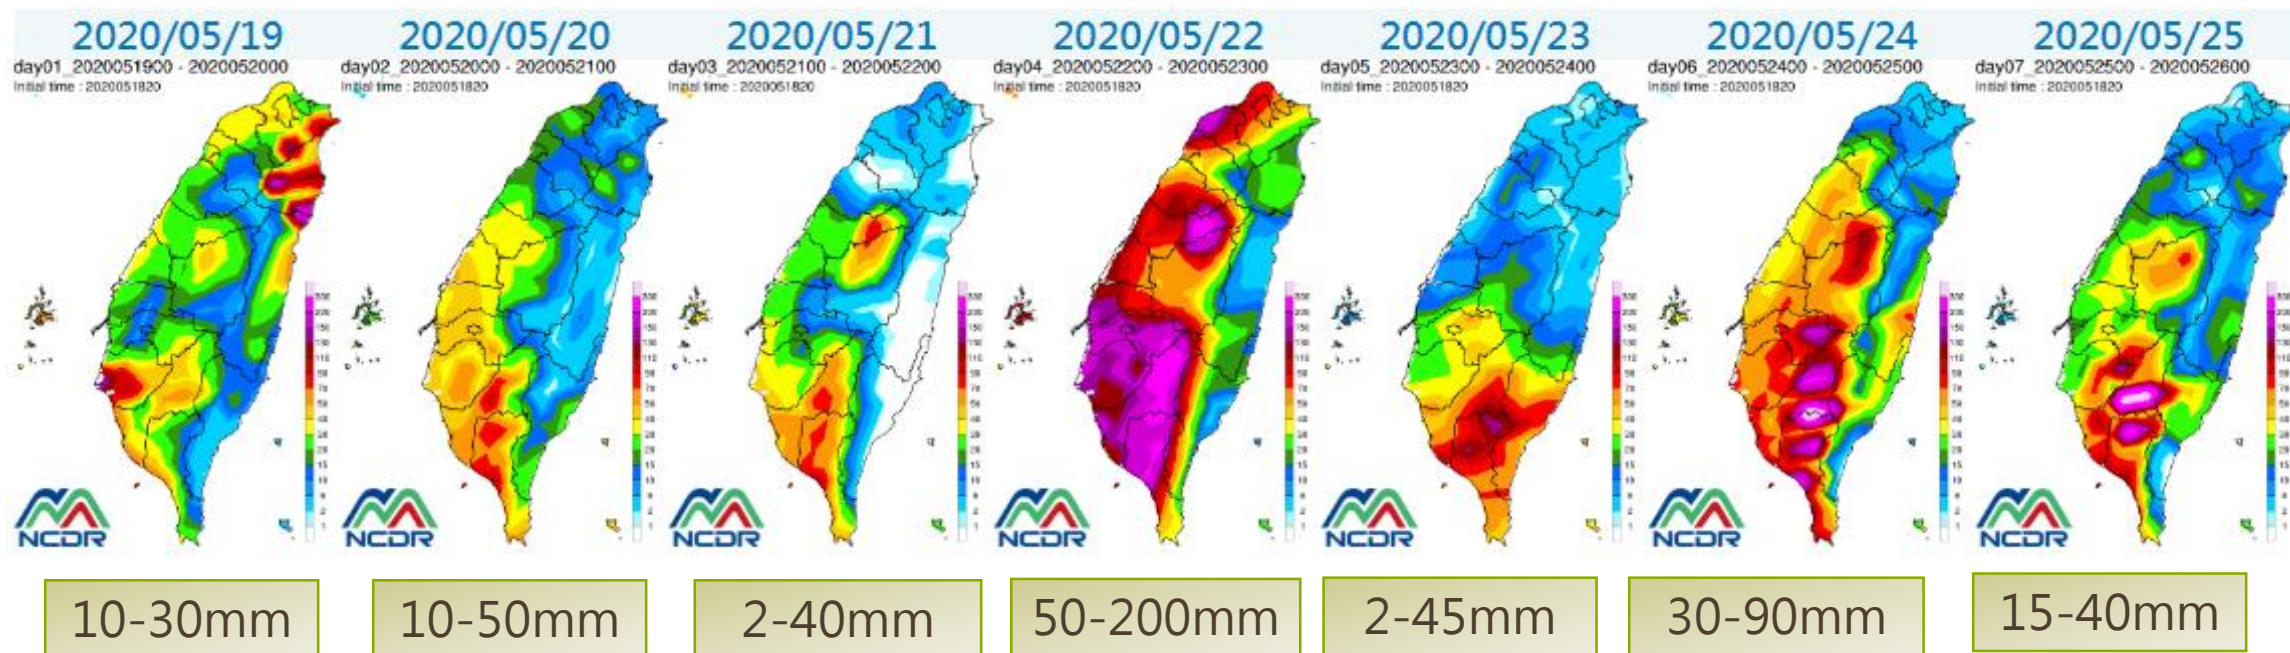 2020/05/19
2020/05/20
2020/05/21
2020/05/22
2020/05/23
2020/05/24
2020/05/25
day01_2020051900 - 2020052000
day02_2020052000 - 2020052100
day03_2020052100 - 2020052200
day04_2020052200 - 2020052300
day05_2020052300 - 2020052400
day06_2020052400 - 2020052500
day07_2020052500 - 2020052600
Initial time : 2020051820
Initial time : 2020051820
Initial time : 2020051820
Initial time : 2020051820
Initial time : 2020051820
Initial time : 2020051820
Initial time : 2020051820
NCDR
NCDR
NCDR
NCDR
NCDR
NCDR
NCDR
10-30mm
10-50mm
2-40mm
50-200mm
2-45mm
30-90mm
15-40mm